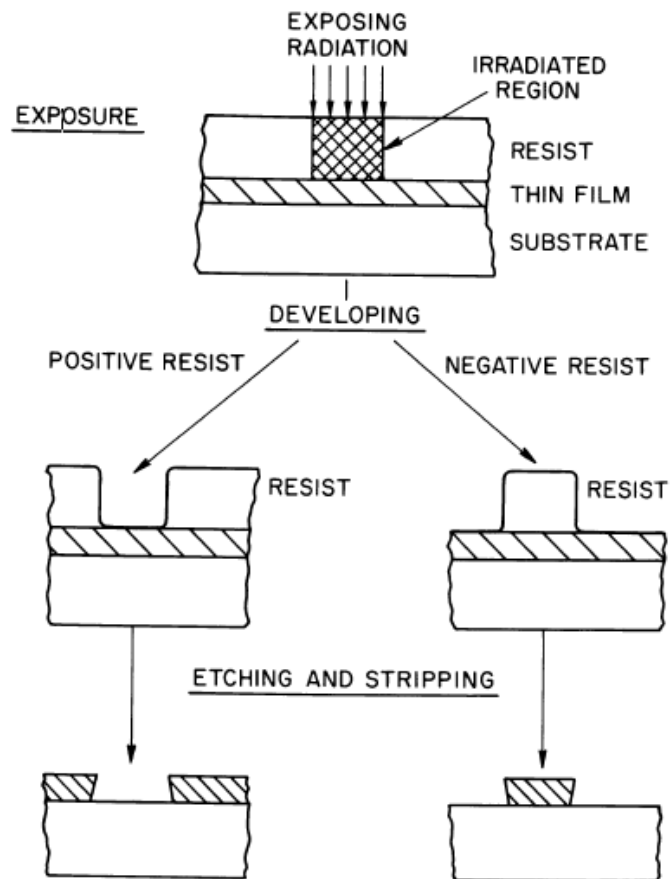 EXPOSING
RADIATION
IRRADIATED
REGION
EXPOSURE
RESIST
THIN FILM
SUBSTRATE
DEVELOPING
POSITIVE RESIST
NEGATIVE RESIST
RESIST
RESIST
ETCHING AND STRIPPING